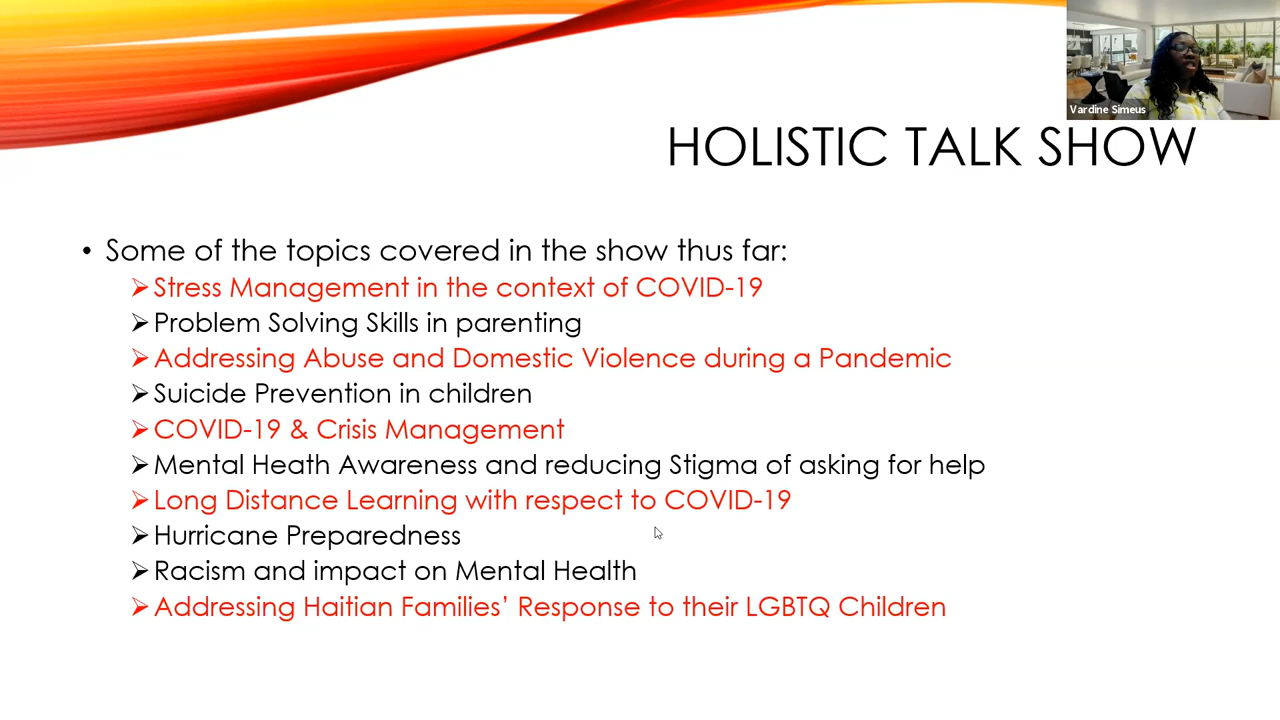 Vardine Simeus
HOLISTIC TALK SHOW
• Some of the topics covered in the show thus far:
➢Stress Management in the context of COVID-19
➢Problem Solving Skills in parenting
➢Addressing Abuse and Domestic Violence during a Pandemic
➢Suicide Prevention in children
➢COVID-19 & Crisis Management
➢Mental Heath Awareness and reducing Stigma of asking for help
➢Long Distance Learning with respect to COVID-19
➢Hurricane Preparedness
➢Racism and impact on Mental Health
➢Addressing Haitian Families’ Response to their LGBTQ Children